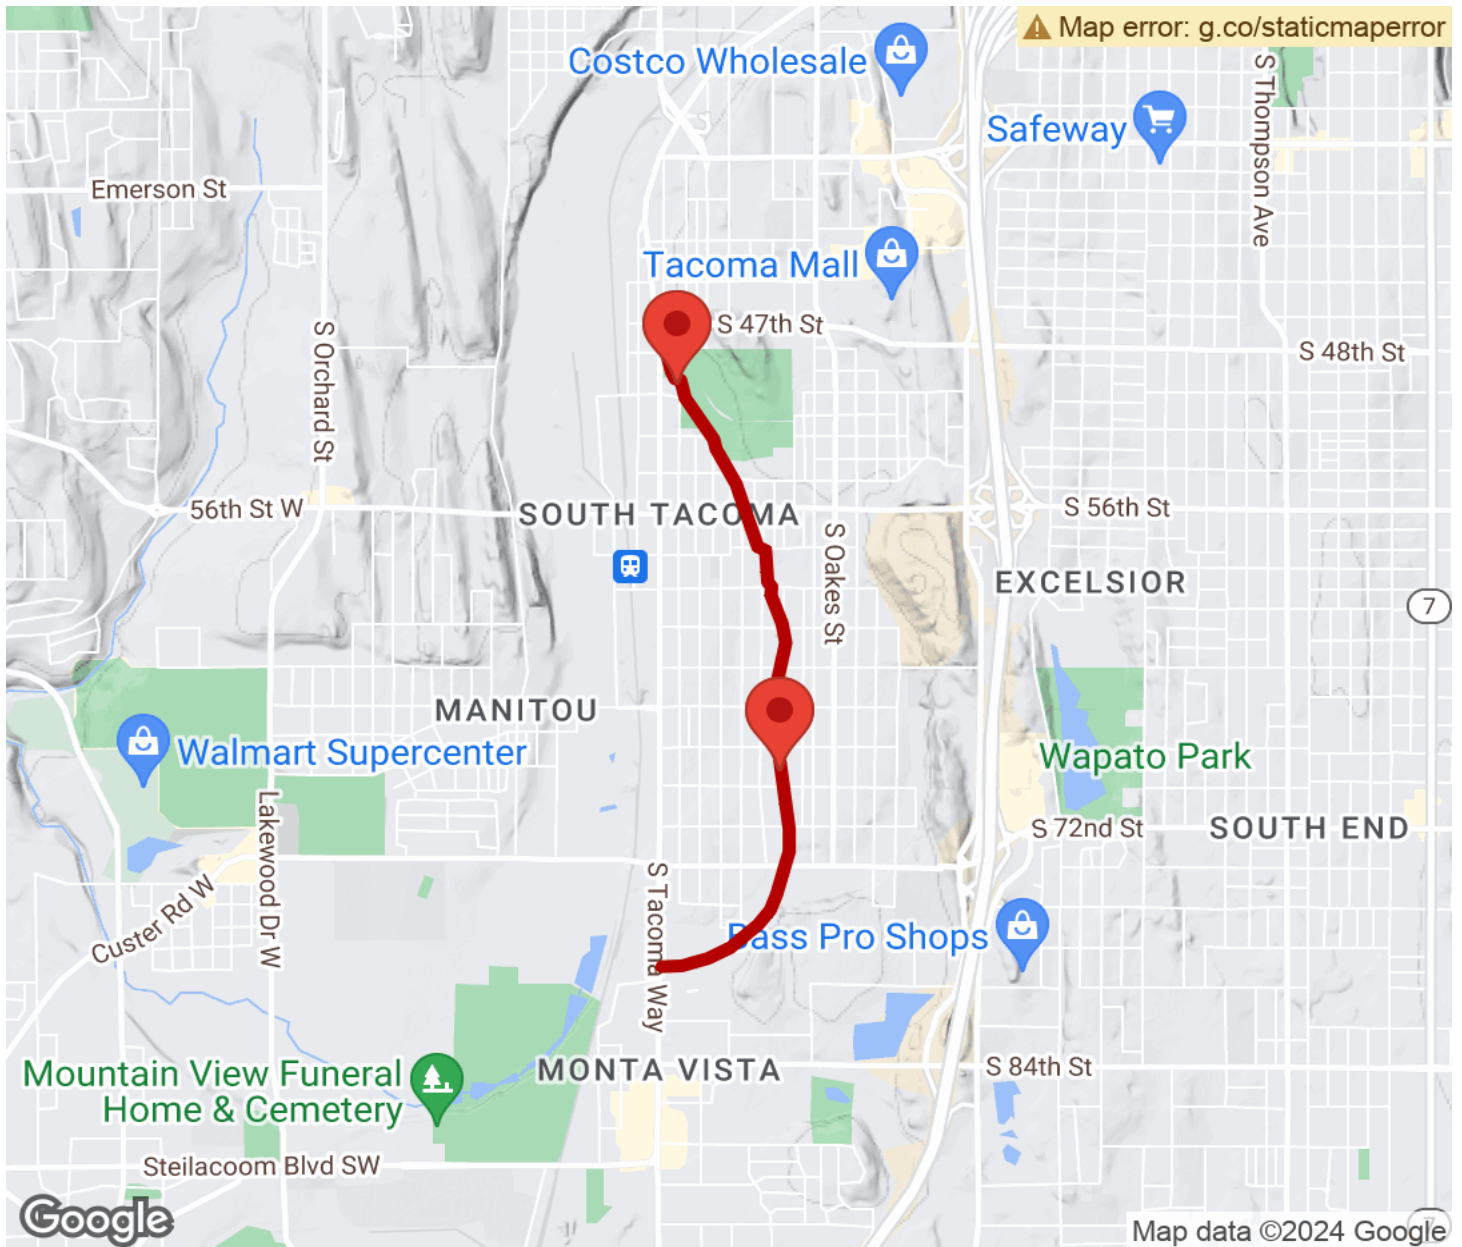 Map error: g.co/staticmaperror
Costco Wholesale
S Thompson Ave
Safeway
Emerson St
Tacoma Mall
S 47th St
S 48th St
S Orchard St
56th St W
SOUTH TACOMA
S 56th St
S Oakes St
EXCELSIOR
7
MANITOU
Walmart Supercenter
Wapato Park
Lakewood Dr W
S 72nd St
SOUTH END
Custer Rd W
S Tacoma Way
Bass Pro Shops
Mountain View Funeral
Home & Cemetery
MONTA VISTA
S 84th St
Steilacoom Blvd SW
Google
7
Map data ©2024 Google